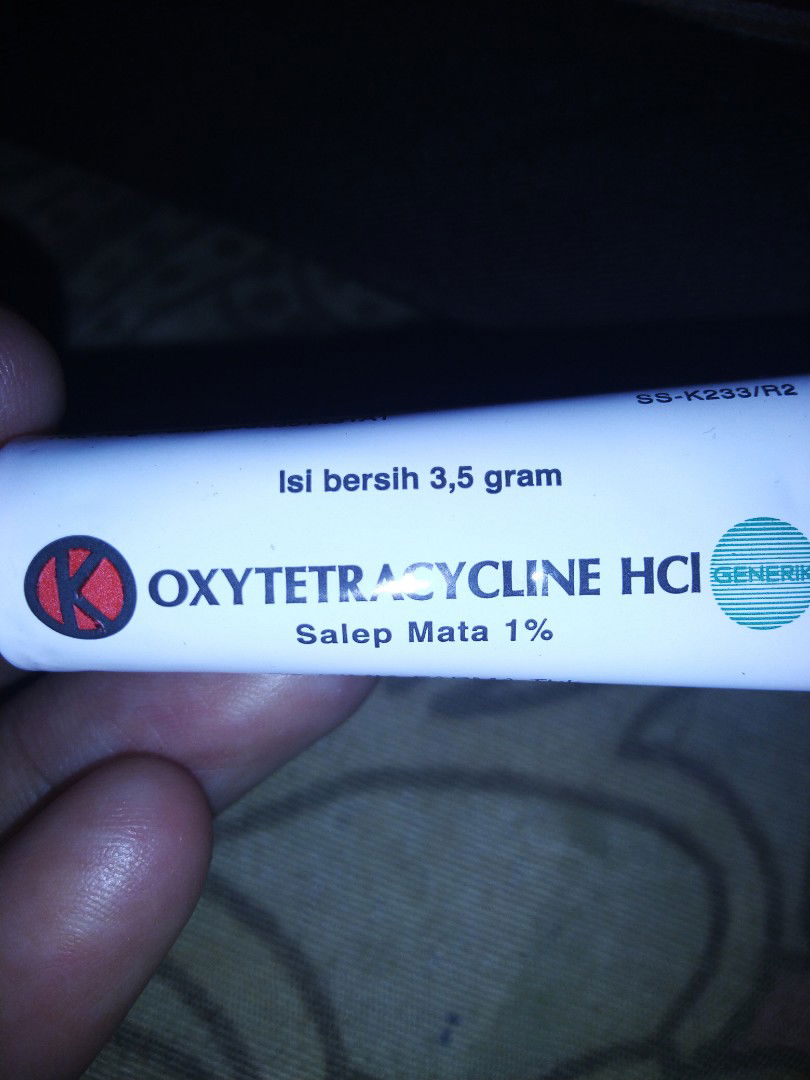 SS-K233/R2
Isi bersih 3,5 gram
K OXYTETRACYCLINE HCl GENERIK
Salep Mata 1%